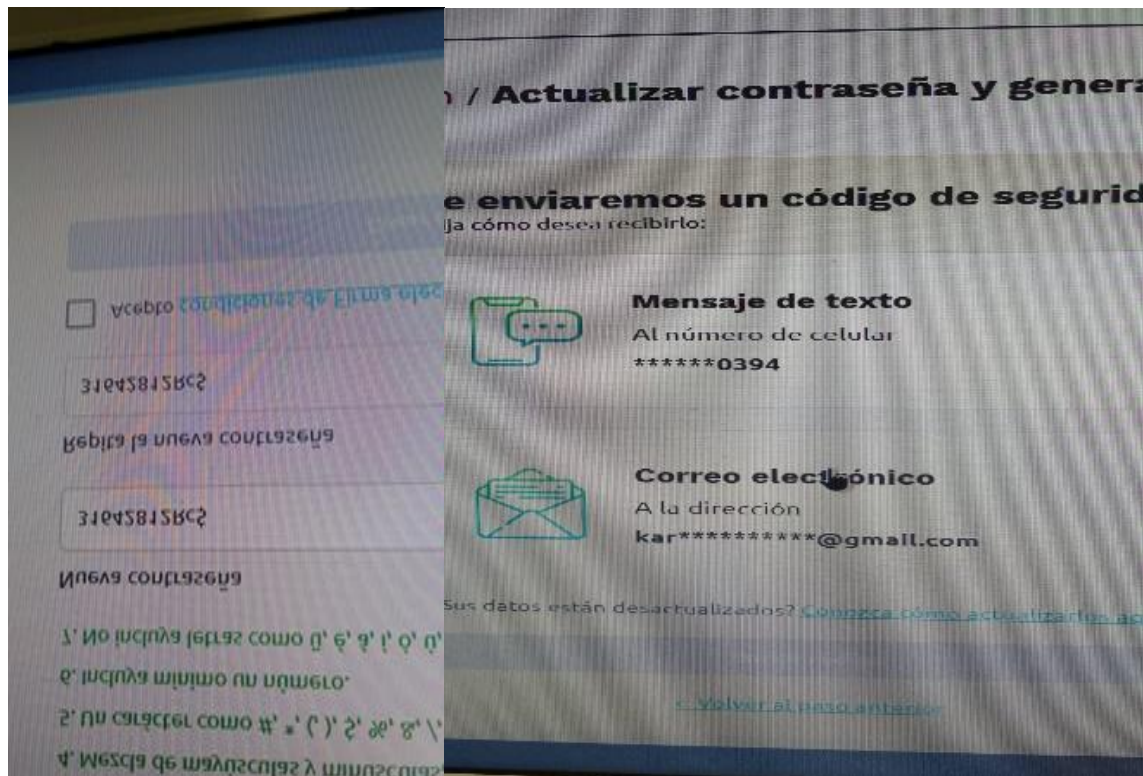 4. Mezcla de mayúsculas y minúsculas
5. Un carácter como #, *, (, ), $, %, &, /,
6. Incluya mínimo un número.
7. No incluya letras como ñ, é, á, í, ó, ú,
Nueva contraseña
31642812Rc$
Repita la nueva contraseña
31642812Rc$
Acepto condiciones de Firma elec
/ Actualizar contraseña y genera
e enviaremos un código de segurid
ja cómo desea recibirlo:
Mensaje de texto
Al número de celular
******0394
Correo electrónico
A la dirección
kar***********@gmail.com
Sus datos están desactualizados? Conozca cómo actualizarlos aq
< Volver al paso anterior